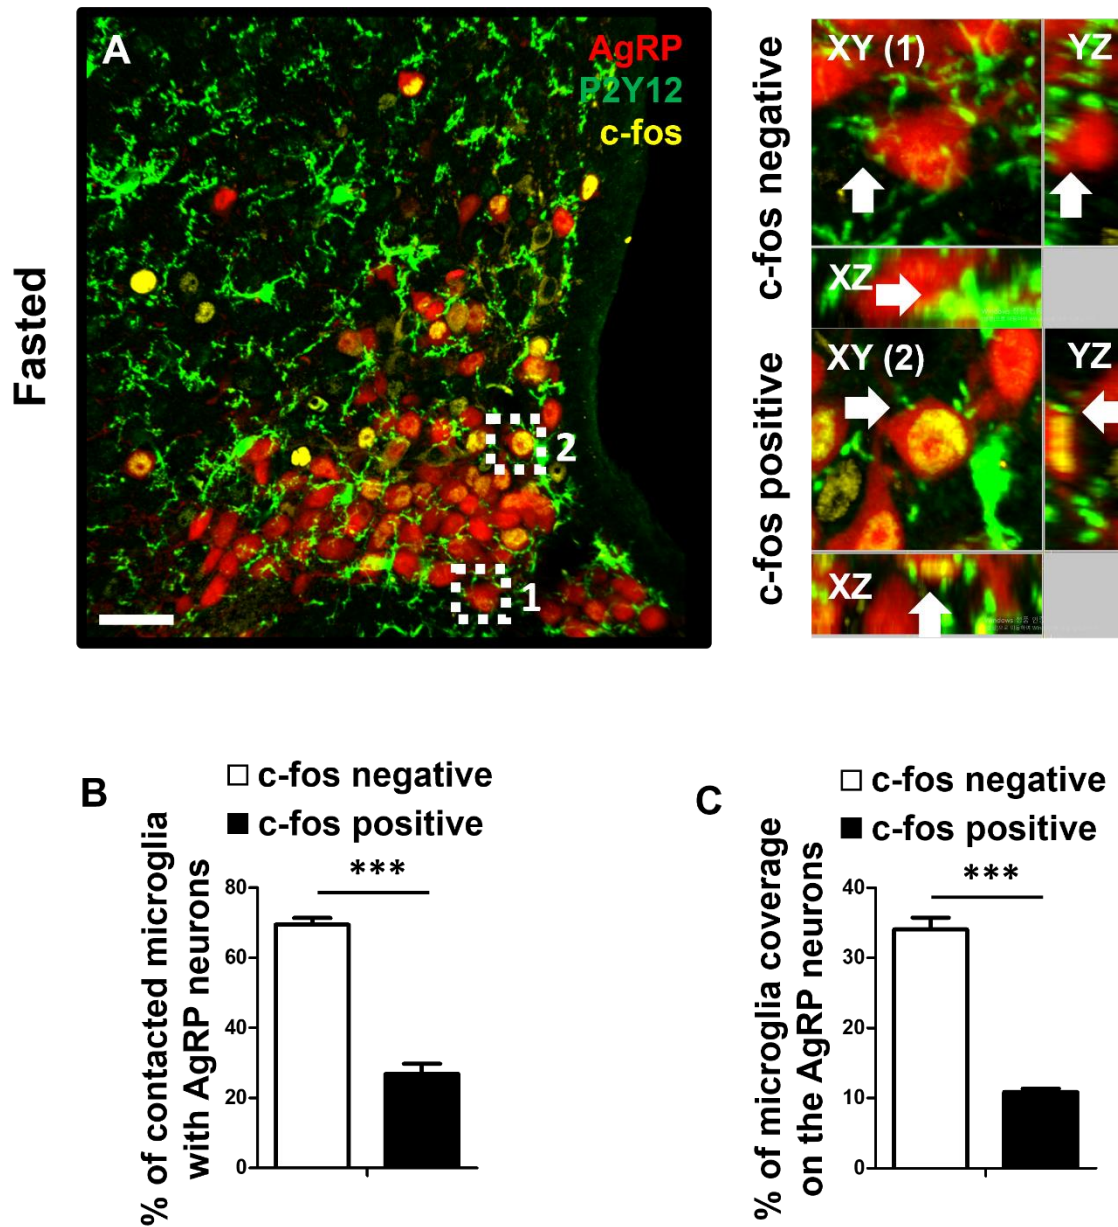 A
AgRP
P2Y12
c-fos
Fasted
2
1
c-fos negative
XY (1)
YZ
XZ
c-fos positive
XY (2)
YZ
XZ
B
c-fos negative
c-fos positive
***
% of contacted microglia
with AgRP neurons
80
60
40
20
0
C
c-fos negative
c-fos positive
***
% of microglia coverage
on the AgRP neurons
40
30
20
10
0